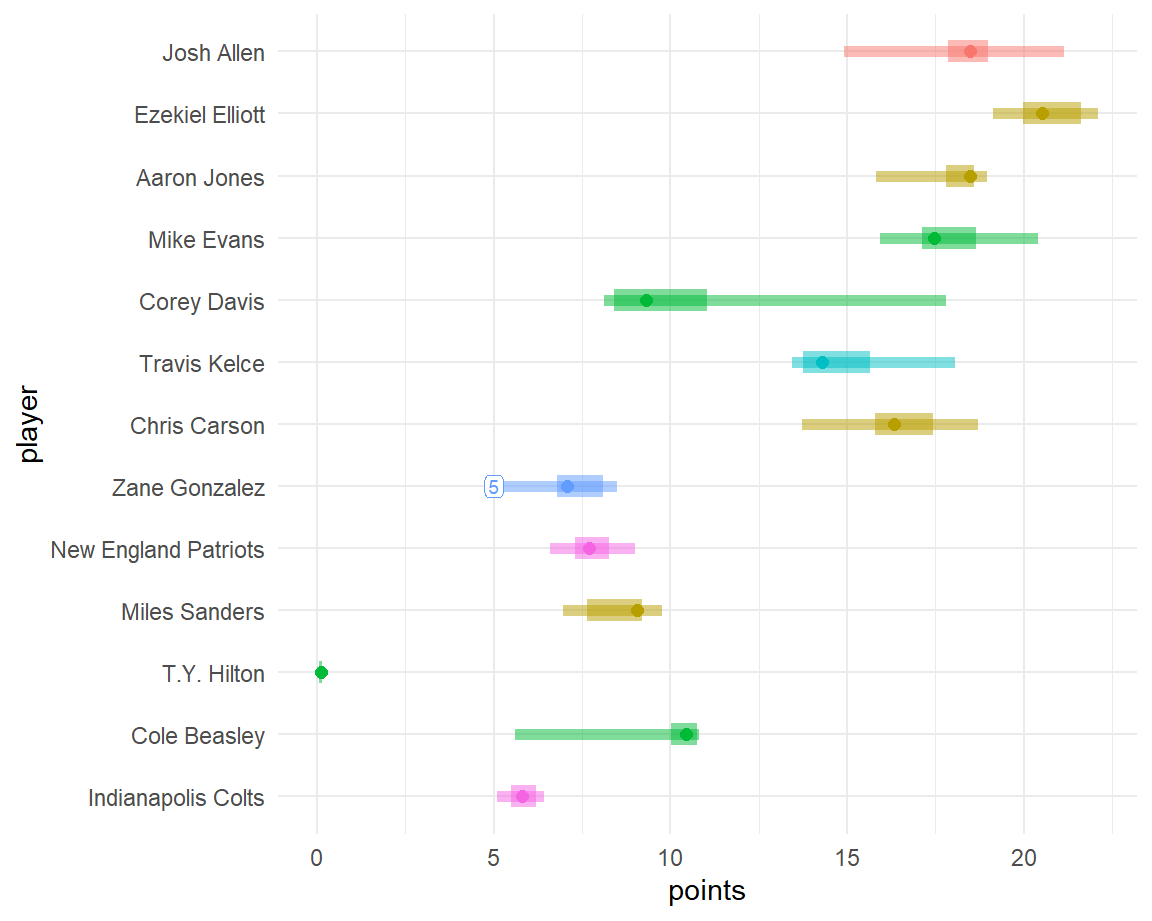 Josh Allen
Ezekiel Elliott
Aaron Jones
Mike Evans
Corey Davis
Travis Kelce
Chris Carson
Zane Gonzalez
5
New England Patriots
Miles Sanders
T.Y. Hilton
Cole Beasley
Indianapolis Colts
player
0 5 10 15 20
points